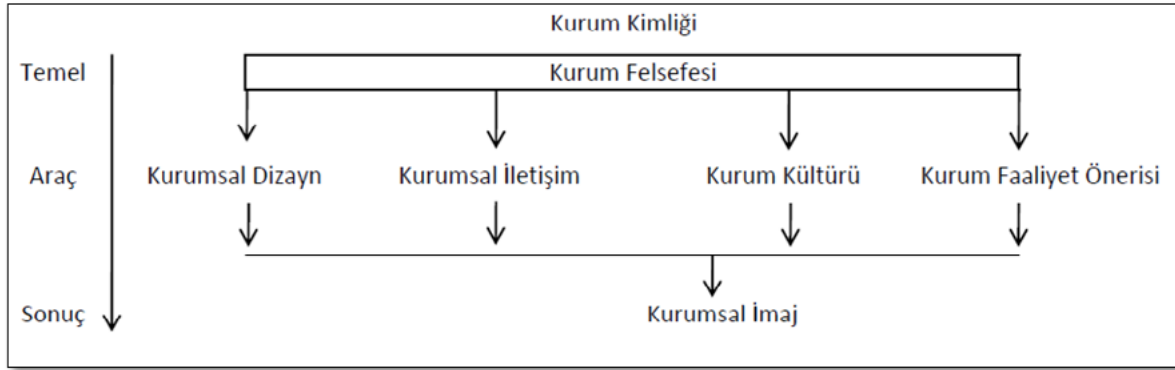 Kurum Kimliği
Temel Kurum Felsefesi
Araç Kurumsal Dizayn Kurumsal İletişim Kurum Kültürü Kurum Faaliyet Önerisi
Sonuç Kurumsal İmaj